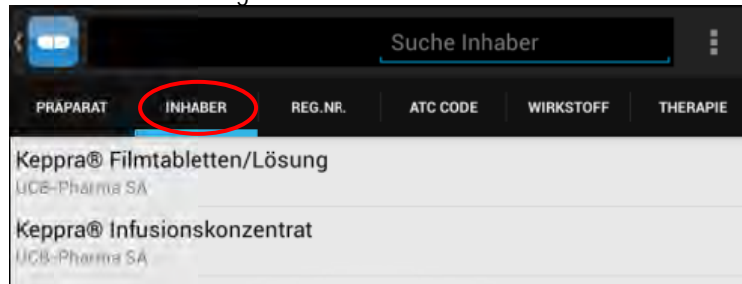 Suche Inhaber
PRÄPARAT INHABER REG.NR. ATC CODE WIRKSTOFF THERAPIE
Keppra® Filmtabletten/Lösung
UCB-Pharma SA
Keppra® Infusionskonzentrat
UCB-Pharma SA